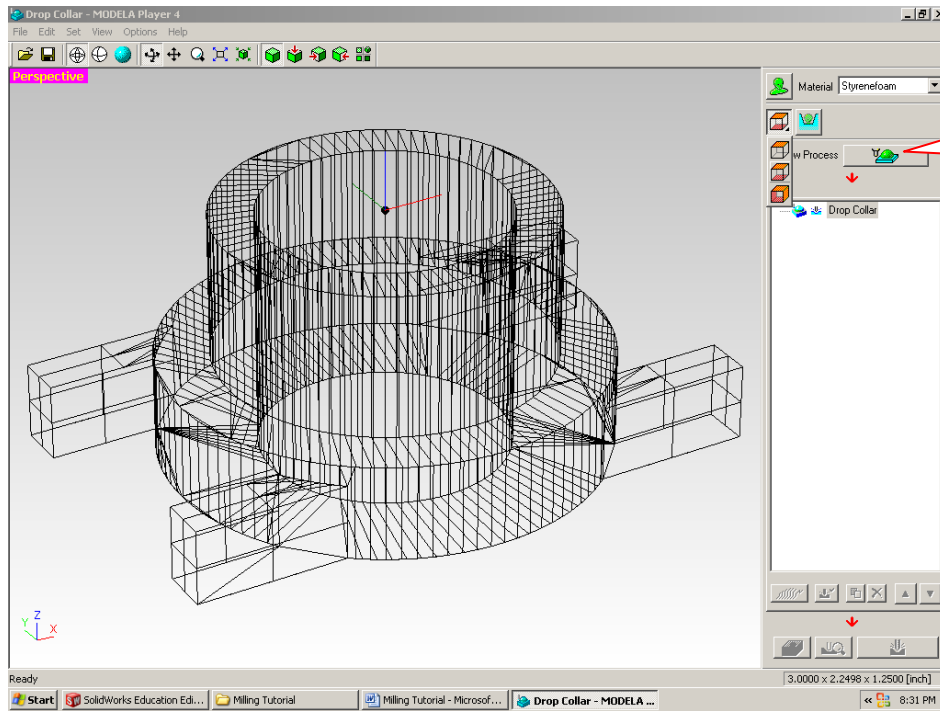 Drop Collar - MODELA Player 4
File Edit Set View Options Help
Perspective
Material Styrenefoam
w Process
Drop Collar
Z
Y
X
Ready
3.0000 x 2.2498 x 1.2500 [inch]
Start
SolidWorks Education Edi...
Milling Tutorial
Milling Tutorial - Microsof...
Drop Collar - MODELA ...
8:31 PM